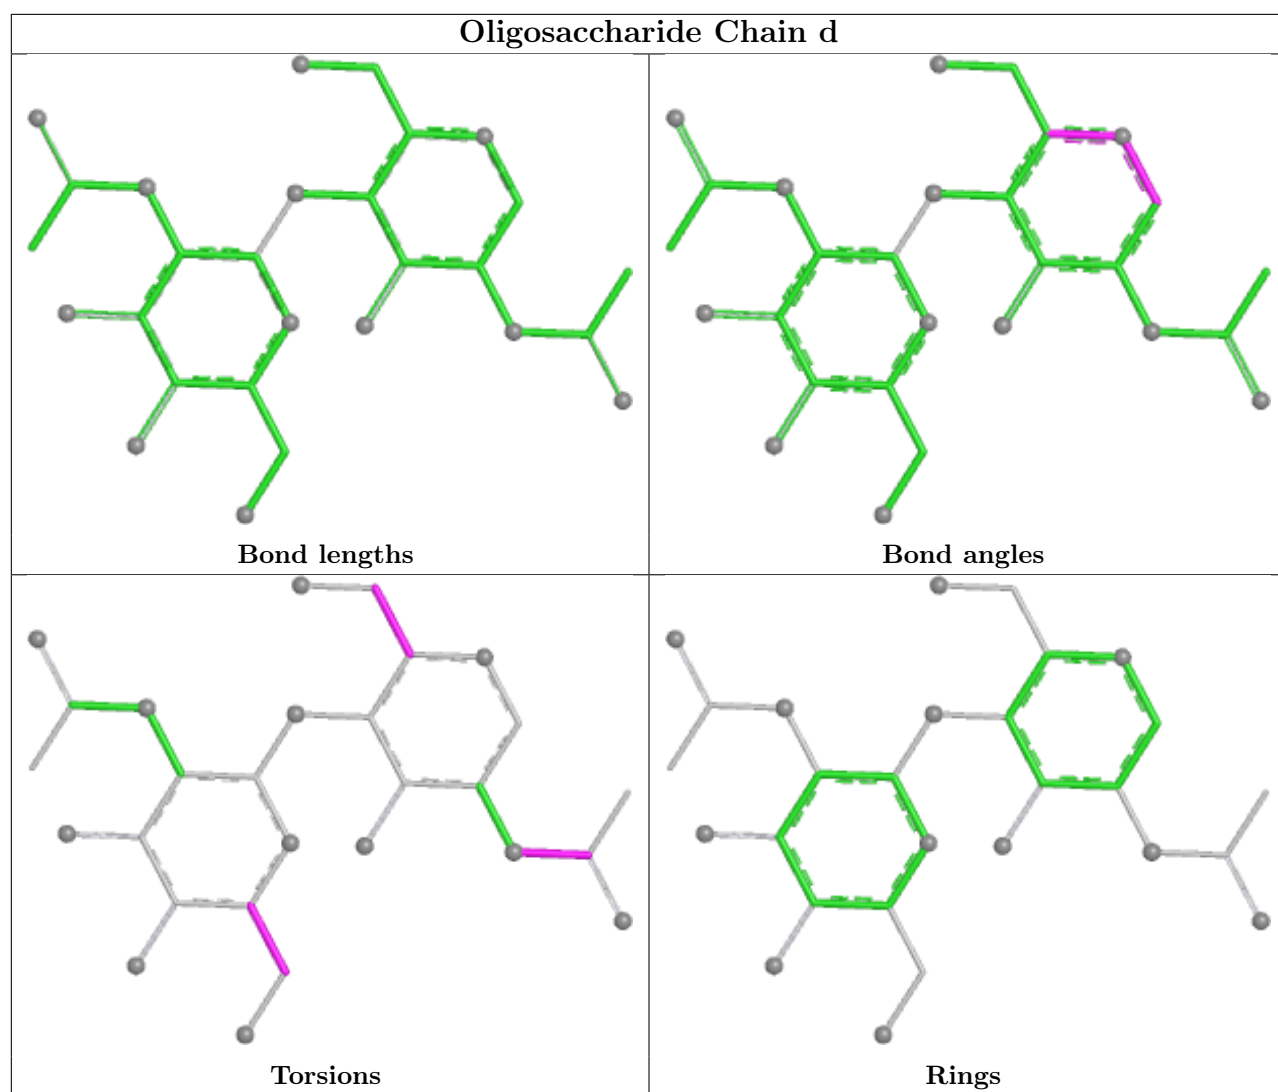 Oligosaccharide Chain d
Bond lengths
Bond angles
Torsions
Rings